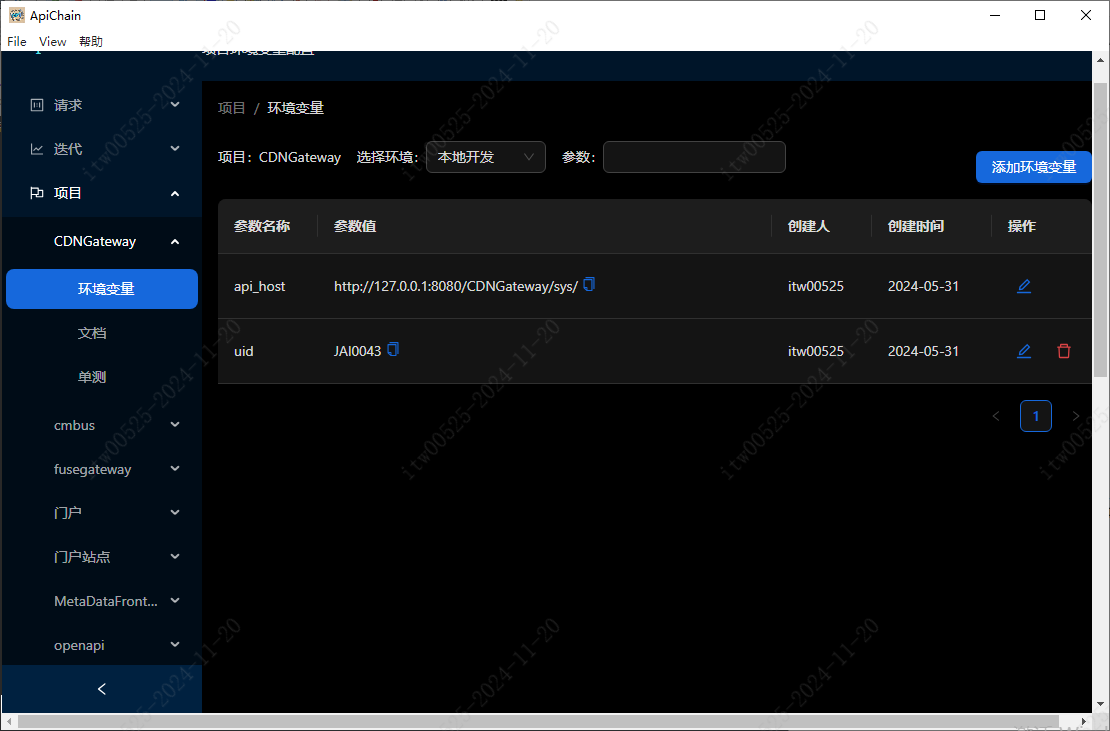 ApiChain
File View 帮助
项目环境变量配置
请求
迭代
项目
CDNGateway
环境变量
文档
单测
cmbus
fusegateway
门户
门户站点
MetaDataFront...
openapi
项目 / 环境变量
项目: CDNGateway 选择环境: 本地开发 参数:
添加环境变量
参数名称 参数值 创建人 创建时间 操作
api_host http://127.0.0.1:8080/CDNGateway/sys/ itw00525 2024-05-31
uid JAI0043 itw00525 2024-05-31
1
itw00525-2024-11-20